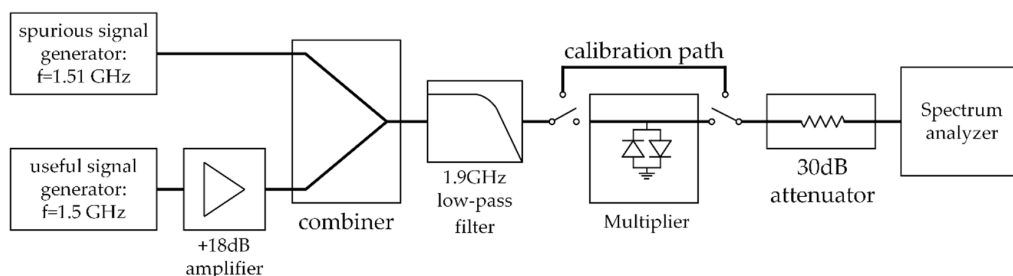 spurious signal
generator:
f=1.51 GHz
useful signal
generator:
f=1.5 GHz
+18dB
amplifier
combiner
1.9GHz
low-pass
filter
calibration path
Multiplier
30dB
attenuator
Spectrum
analyzer